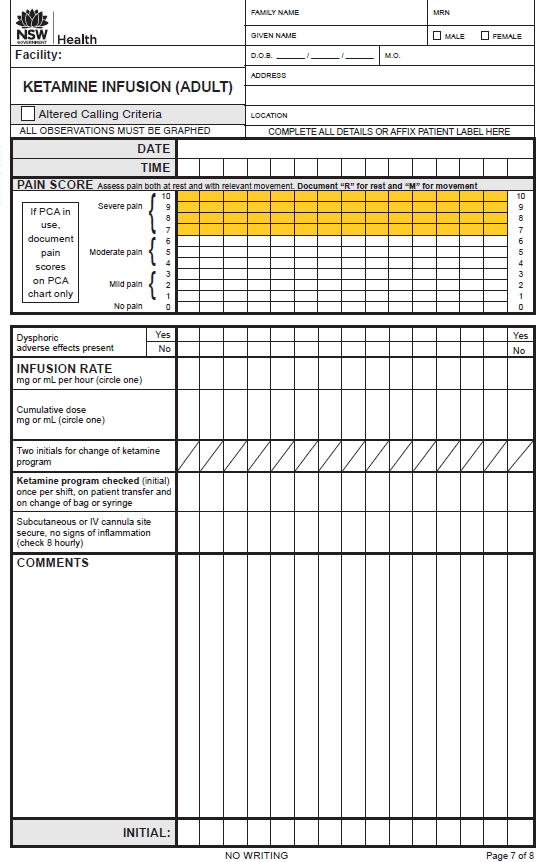 NSW
GOVERNMENT
Health
Facility:
KETAMINE INFUSION (ADULT)
Altered Calling Criteria
ALL OBSERVATIONS MUST BE GRAPHED
FAMILY NAME
MRN
GIVEN NAME
MALE
FEMALE
D.O.B. _______ / _______ / _______
M.O.
ADDRESS
LOCATION
COMPLETE ALL DETAILS OR AFFIX PATIENT LABEL HERE
DATE
TIME
PAIN SCORE Assess pain both at rest and with relevant movement. Document “R” for rest and “M” for movement
If PCA in
use,
document
pain
scores
on PCA
chart only
Severe pain
Moderate pain
Mild pain
No pain
10
9
8
7
6
5
4
3
2
1
0
10
9
8
7
6
5
4
3
2
1
0
Dysphoric
adverse effects present
Yes
No
Yes
No
INFUSION RATE
mg or mL per hour (circle one)
Cumulative dose
mg or mL (circle one)
Two initials for change of ketamine
program
Ketamine program checked (initial)
once per shift, on patient transfer and
on change of bag or syringe
Subcutaneous or IV cannula site
secure, no signs of inflammation
(check 8 hourly)
COMMENTS
INITIAL:
NO WRITING
Page 7 of 8